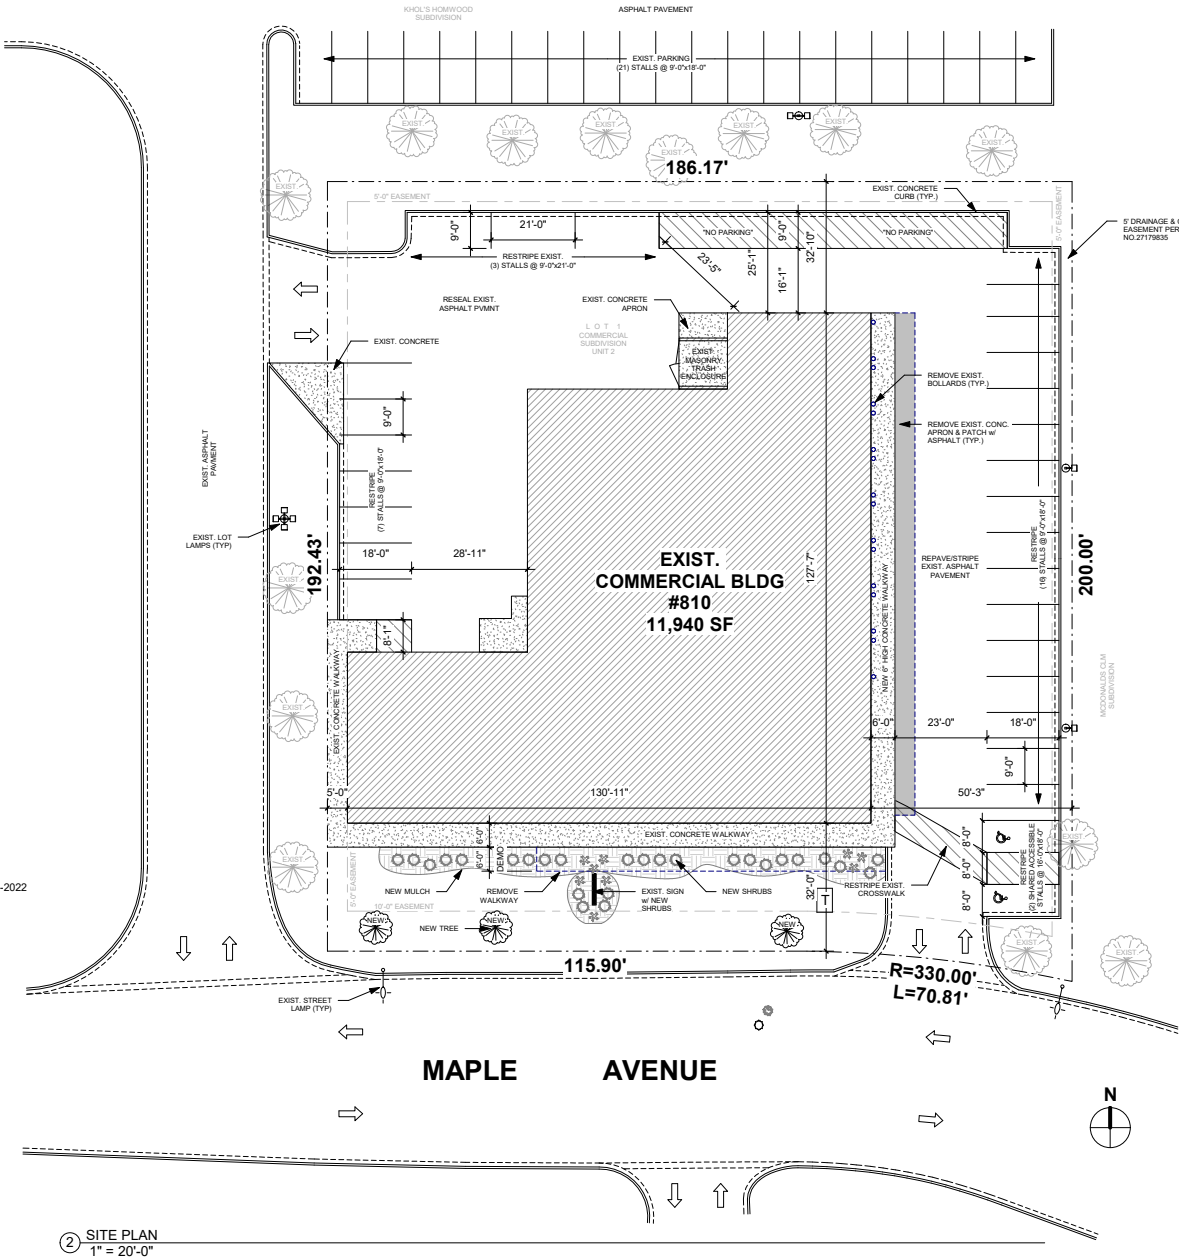 KHOL'S HOMWOOD
SUBDIVISION
ASPHALT PAVEMENT
EXIST. PARKING
(21) STALLS @ 9'-0"x18'-0"
EXIST.
EXIST.
EXIST.
EXIST.
EXIST.
EXIST.
EXIST.
EXIST.
186.17'
5'-0" EASEMENT
EXIST. CONCRETE
CURB (TYP.)
5'-0" EASEMENT
9'-0"
21'-0"
"NO PARKING"
9'-0"
32'-10"
"NO PARKING"
RESTRIPE EXIST.
(3) STALLS @ 9'-0"x21'-0"
23'-5"
25'-1"
16'-1"
5' DRAINAGE &
EASEMENT PER
NO.27179835
RESEAL EXIST.
ASPHALT PVMNT
EXIST. CONCRETE
APRON
LOT 1
COMMERCIAL
SUBDIVISION
UNIT 2
EXIST.
MASONRY
TRASH
ENCLOSURE
EXIST. CONCRETE
REMOVE EXIST.
BOLLARDS (TYP.)
REMOVE EXIST. CONC.
APRON & PATCH w/
ASPHALT (TYP.)
9'-0"
EXIST. ASPHALT
PAVMENT
RESTRIPE
(7) STALLS @ 9'-0"x18'-0"
EXIST. LOT
LAMPS (TYP)
192.43'
18'-0"
28'-11"
EXIST.
COMMERCIAL BLDG
#810
11,940 SF
127'-7"
REPAVE/STRIPE
EXIST. ASPHALT
PAVEMENT
RESTRIPE
(16) STALLS @ 9'-0"x18'-0"
200.00'
EXIST.
8'-1"
NEW 6" HIGH CONCRETE WALKWAY
EXIST CONCRETE WALKWAY
MCDONALDS CLM
SUBDIVISION
EXIST.
6'-0"
23'-0"
18'-0"
9'-0"
5'-0"
130'-11"
50'-3"
EXIST. CONCRETE WALKWAY
6'-0"
6'-0"
DEMO
8'-0"
8'-0"
8'-0"
RESTRIPE
(2) SHARED ACCESSIBLE
STALLS @ 16'-0"x18'-0"
EXIST.
EXIST.
5'-0" EASEMENT
-2022
NEW MULCH
REMOVE
WALKWAY
EXIST. SIGN
w/ NEW
SHRUBS
NEW SHRUBS
32'-0"
T
RESTRIPE EXIST.
CROSSWALK
10'-0" EASEMENT
NEW
NEW TREE
NEW
NEW
EXIST.
EXIST.
115.90'
R=330.00'
L=70.81'
EXIST. STREET
LAMP (TYP)
MAPLE AVENUE
N
2
SITE PLAN
1" = 20'-0"